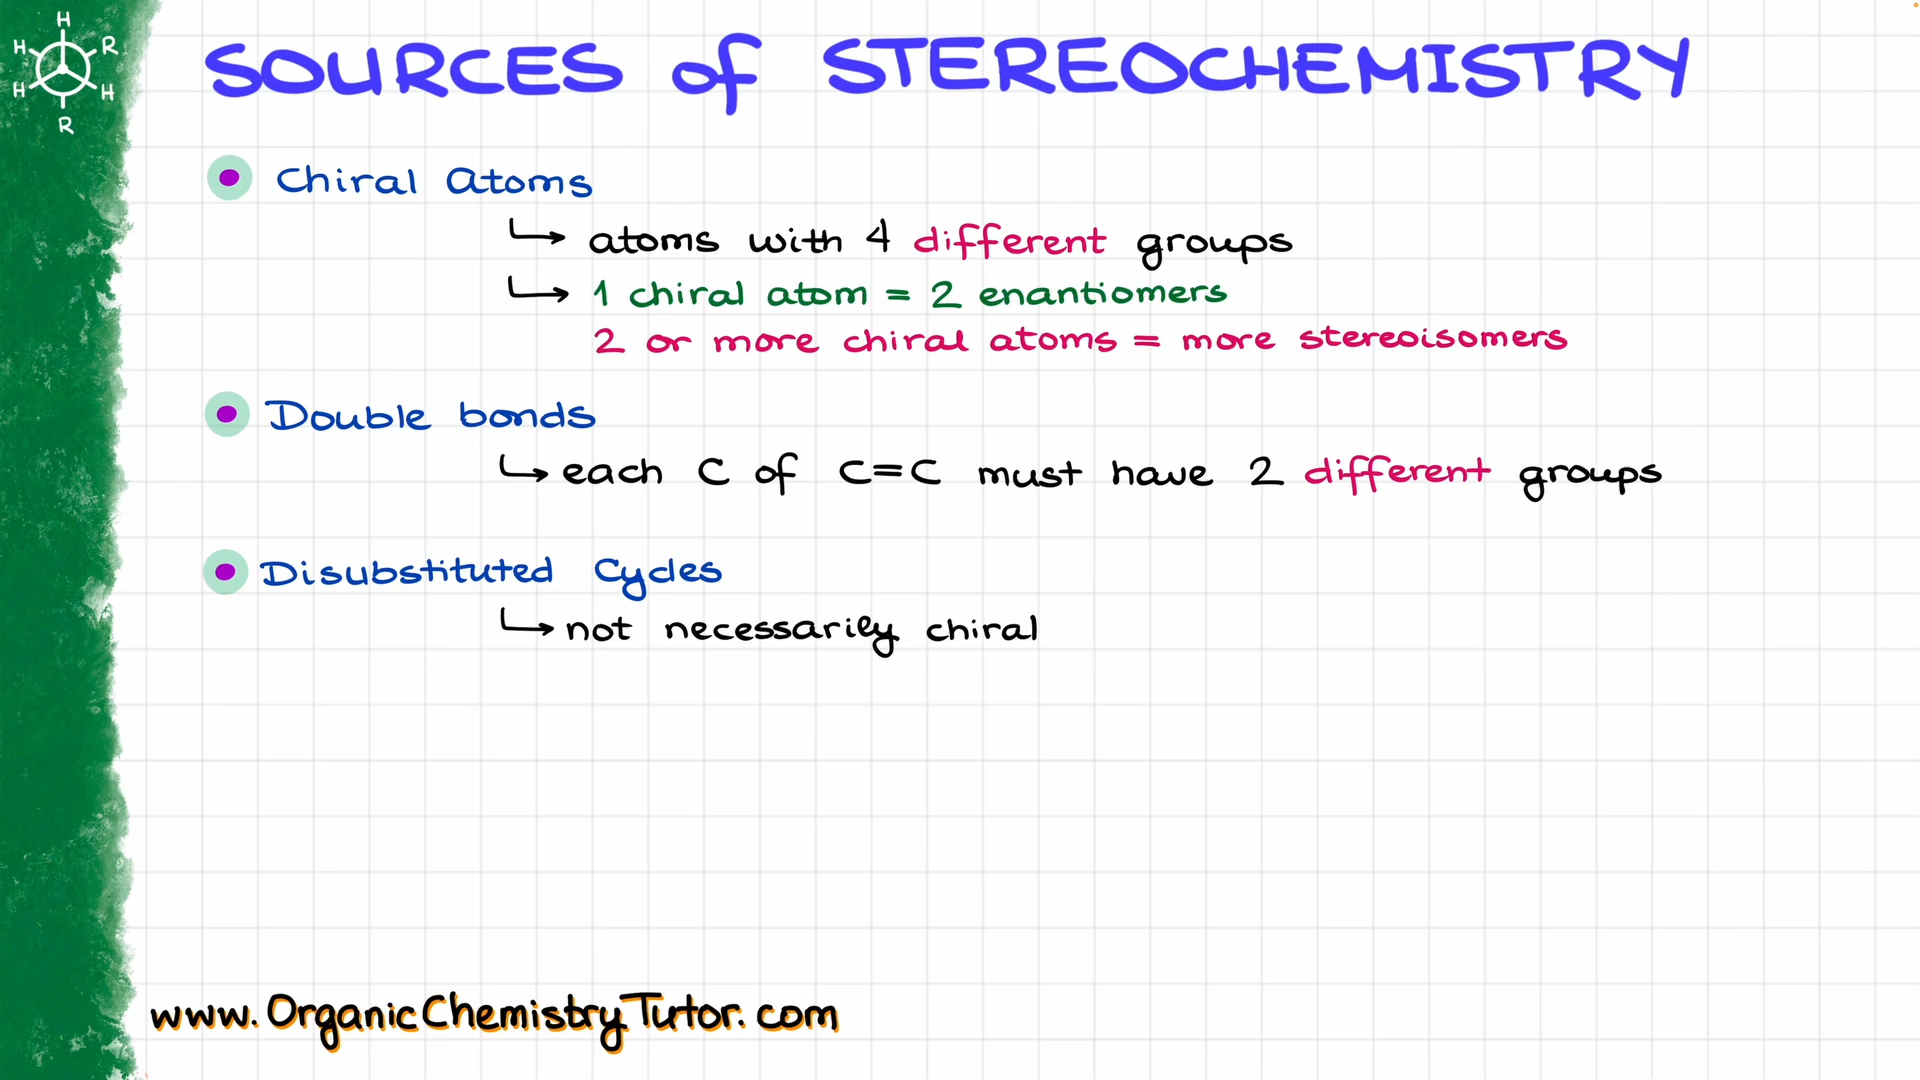 H
H R
H H
R
SOURCES of STEREOCHEMISTRY
Chiral Atoms
↳ atoms with 4 different groups
↳ 1 chiral atom = 2 enantiomers
2 or more chiral atoms = more stereoisomers
Double bonds
↳ each C of C=C must have 2 different groups
Disubstituted Cycles
↳ not necessarily chiral
www.OrganicChemistryTutor.com